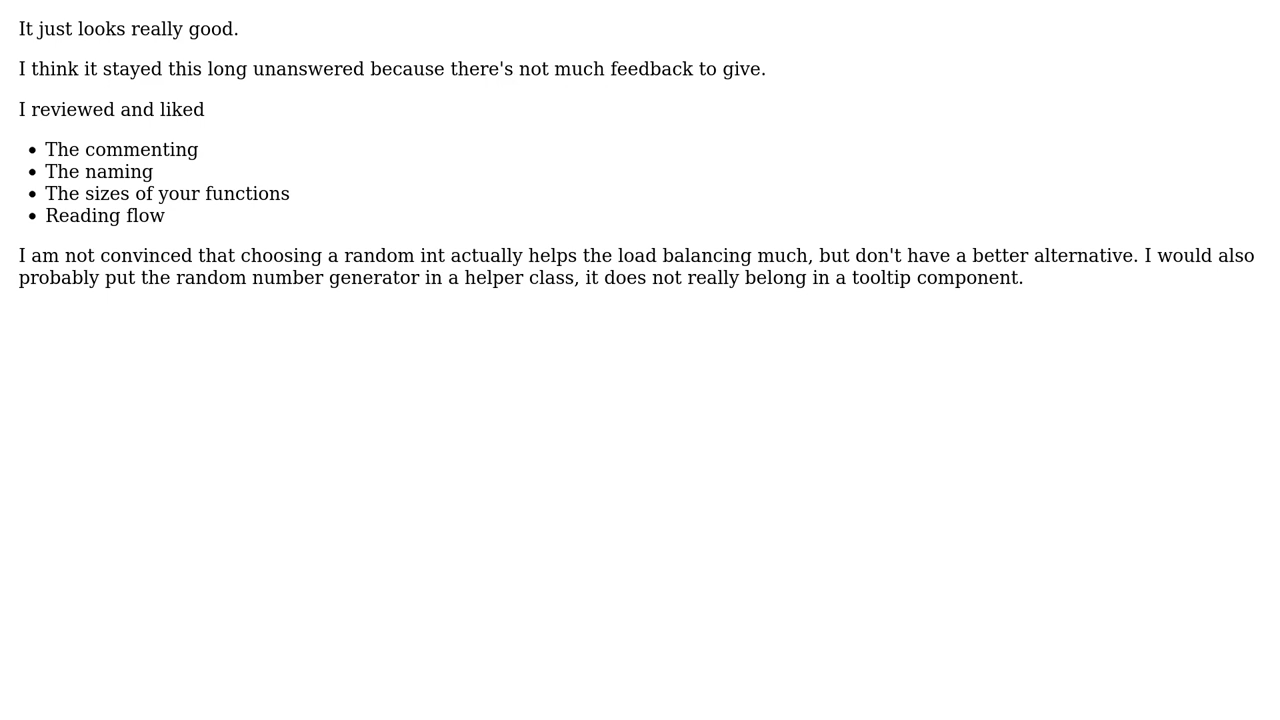 It just looks really good.
I think it stayed this long unanswered because there's not much feedback to give.
I reviewed and liked
• The commenting
• The naming
• The sizes of your functions
• Reading flow
I am not convinced that choosing a random int actually helps the load balancing much, but don't have a better alternative. I would also
probably put the random number generator in a helper class, it does not really belong in a tooltip component.